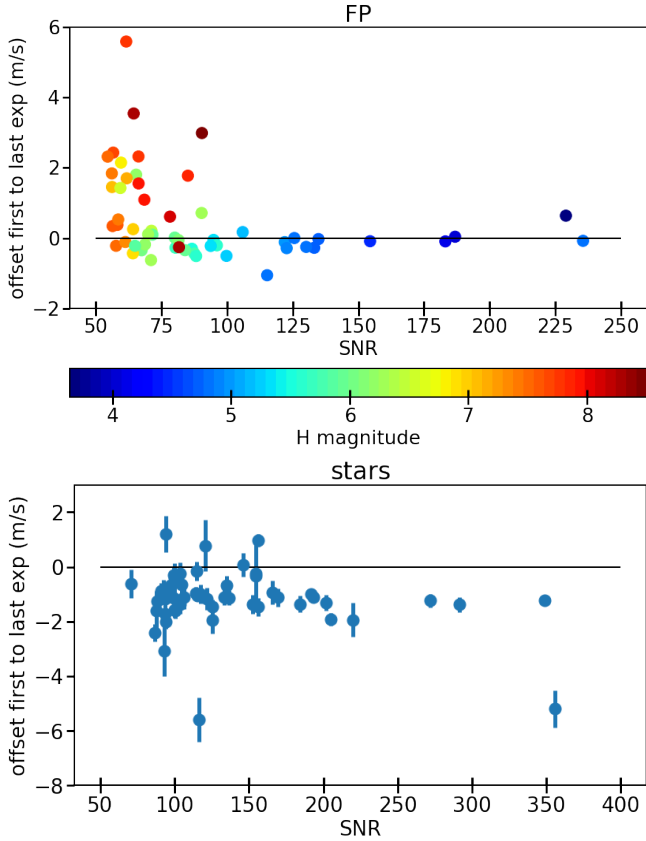 FP
6
4
2
0
−2
offset first to last exp (m/s)
50 75 100 125 150 175 200 225 250
SNR
4 5 6 7 8
H magnitude
stars
2
0
−2
−4
−6
−8
offset first to last exp (m/s)
50 100 150 200 250 300 350 400
SNR